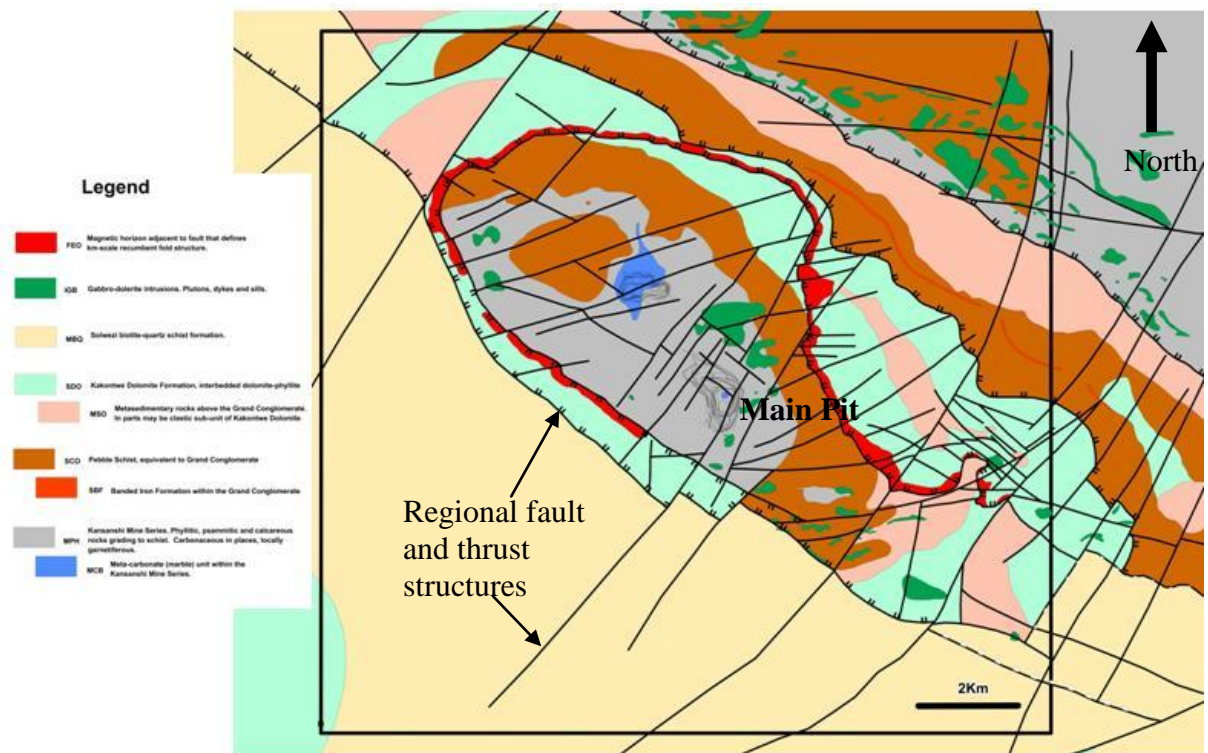 North
Legend
FEO Magnetic horizon adjacent to fault that defines
km-scale recumbent fold structure.
IGB Gabbro-dolerite intrusions. Plutons, dykes and sills.
MBQ Solwezi biotite-quartz schist formation.
SDO Kakontwe Dolomite Formation, interbedded dolomite-phyllite
MSO Metasedimentary rocks above the Grand Conglomerate.
In parts may be clastic sub-unit of Kakontwe Dolomite
SCO Pebble Schist, equivalent to Grand Conglomerate
SBF Banded Iron Formation within the Grand Conglomerate
MPH Kansanshi Mine Series. Phyllitic, psammitic and calcareous
rocks grading to schist. Carbonaceous in places, locally
garnetiferous.
MCB Meta-carbonate (marble) unit within the
Kansanshi Mine Series.
Main Pit
Regional fault
and thrust
structures
2Km